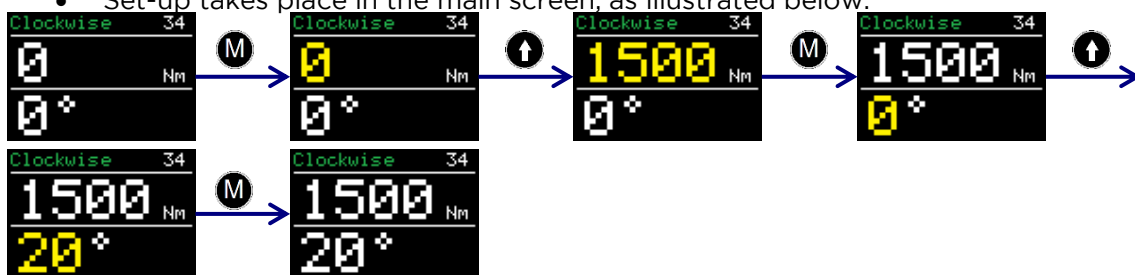 • Set-up takes place in the main screen, as illustrated below.
Clockwise 34
0 Nm
0°
M
Clockwise 34
0 Nm
0°
Clockwise 34
1500 Nm
0°
M
Clockwise 34
1500 Nm
0°
Clockwise 34
1500 Nm
20°
M
Clockwise 34
1500 Nm
20°